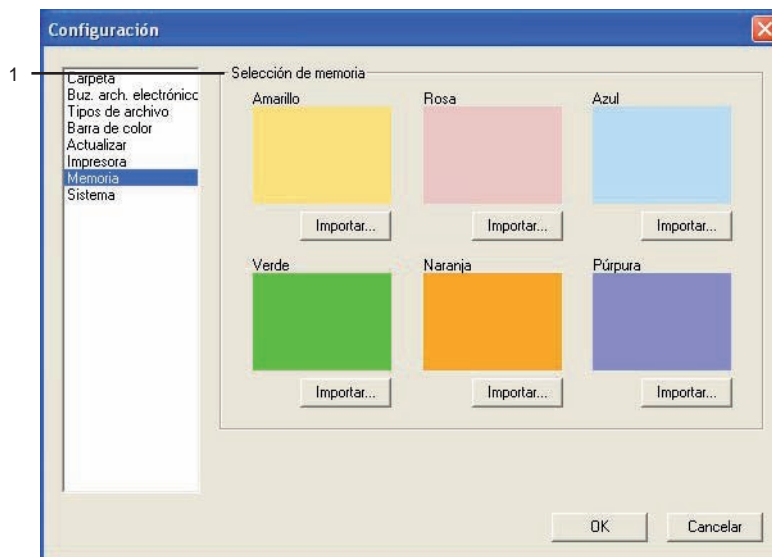 Configuración
1
Carpeta
Buz. arch. electrónicc
Tipos de archivo
Barra de color
Actualizar
Impresora
Memoria
Sistema
Selección de memoria
Amarillo
Rosa
Azul
Importar...
Importar...
Importar...
Verde
Naranja
Púrpura
Importar...
Importar...
Importar...
OK
Cancelar